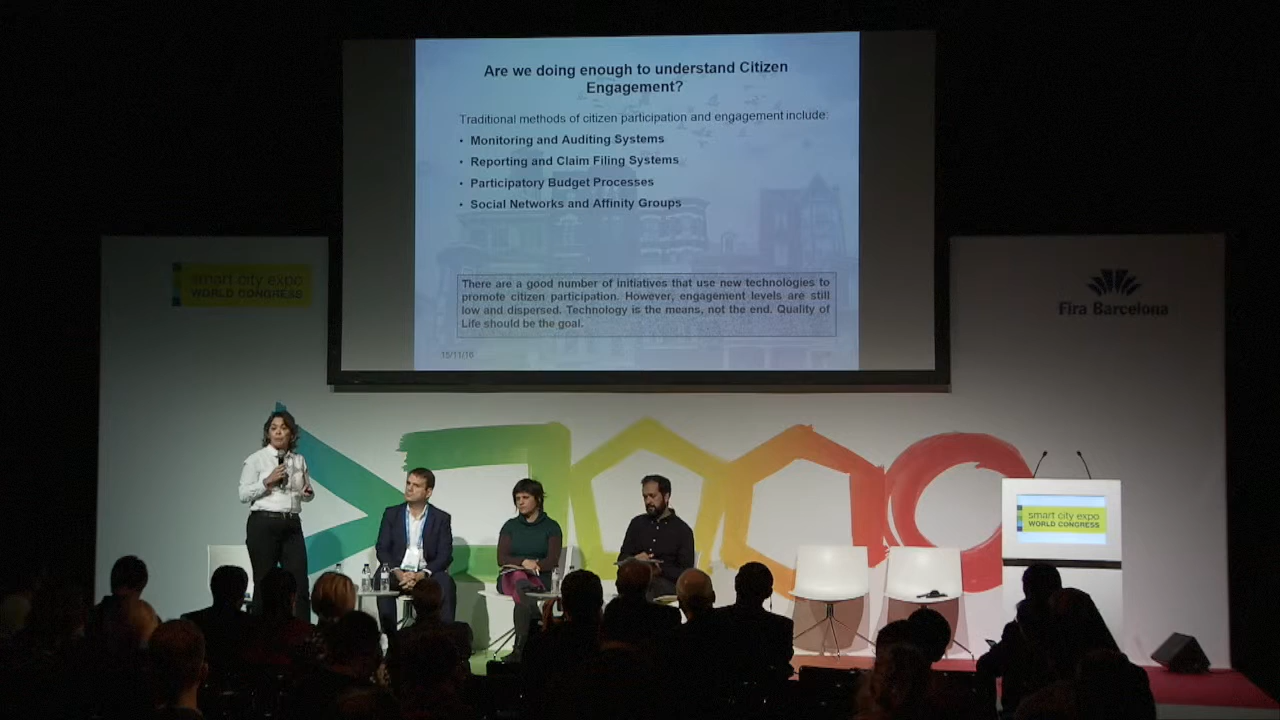 Are we doing enough to understand Citizen
Engagement?
Traditional methods of citizen participation and engagement include:
• Monitoring and Auditing Systems
• Reporting and Claim Filing Systems
• Participatory Budget Processes
• Social Networks and Affinity Groups
There are a good number of initiatives that use new technologies to
promote citizen participation. However, engagement levels are still
low and dispersed. Technology is the means, not the end. Quality of
Life should be the goal.
15/11/16
smart city expo
WORLD CONGRESS
Fira Barcelona
smart city expo
WORLD CONGRESS